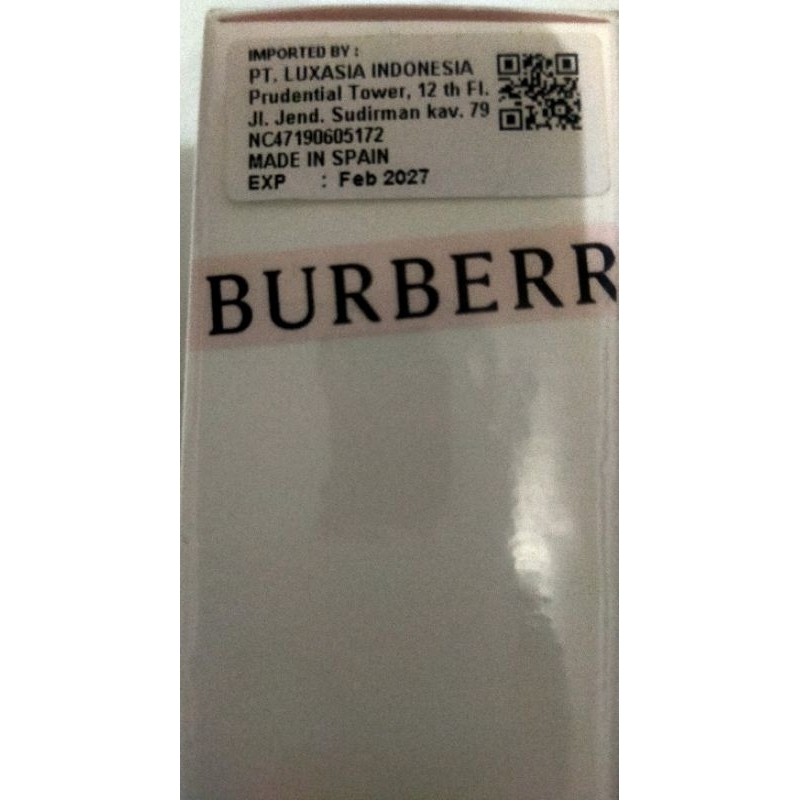 IMPORTED BY :
PT. LUXASIA INDONESIA
Prudential Tower, 12 th Fl.
Jl. Jend. Sudirman kav. 79
NC47190605172
MADE IN SPAIN
EXP : Feb 2027
BURBERR